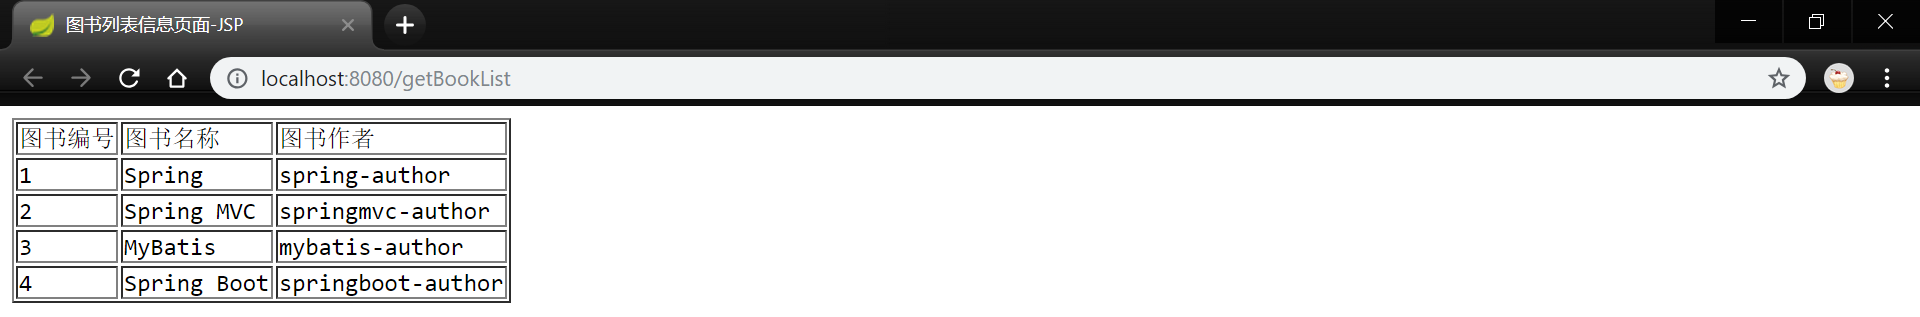 图书列表信息页面-JSP
localhost:8080/getBookList
图书编号 图书名称 图书作者
1 Spring spring-author
2 Spring MVC springmvc-author
3 MyBatis mybatis-author
4 Spring Boot springboot-author